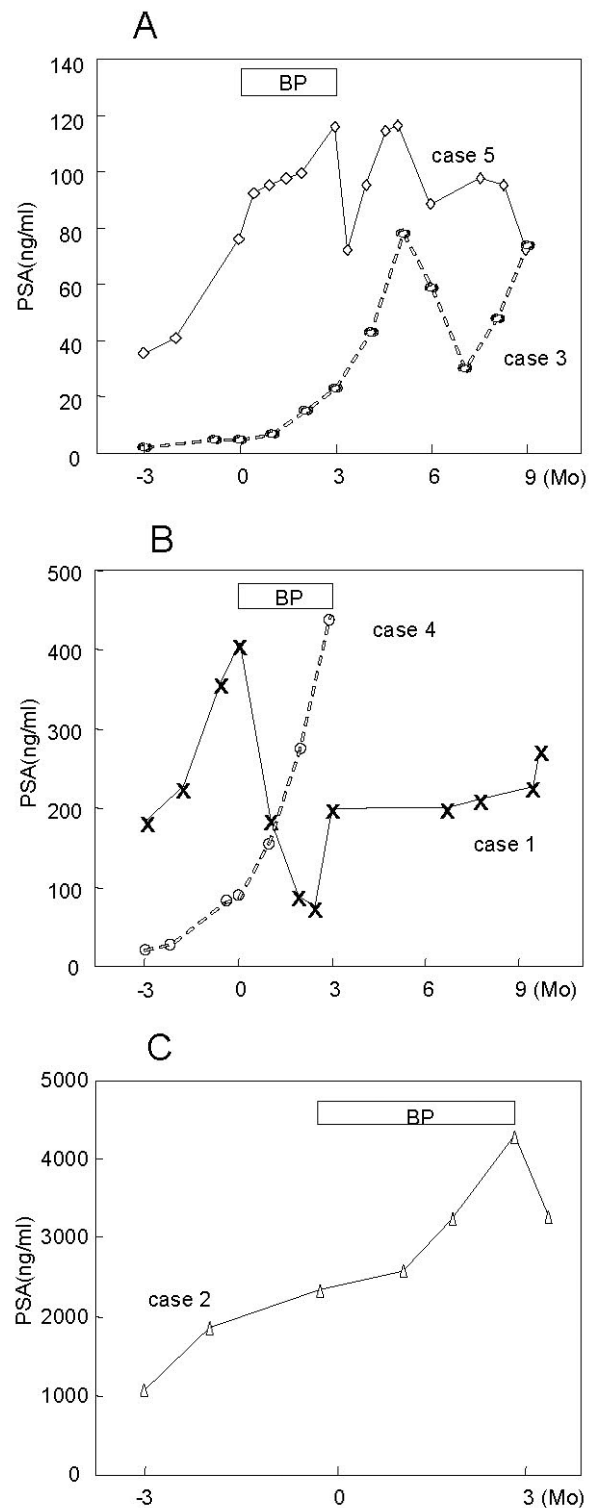 A
140
BP
120
case 5
100
80
PSA(ng/ml)
60
case 3
40
20
0
-3 0 3 6 9 (Mo)
B
500
BP
case 4
400
300
PSA(ng/ml)
200
case 1
100
0
-3 0 3 6 9 (Mo)
C
5000
BP
4000
3000
PSA(ng/ml)
case 2
2000
1000
0
-3 0 3 (Mo)